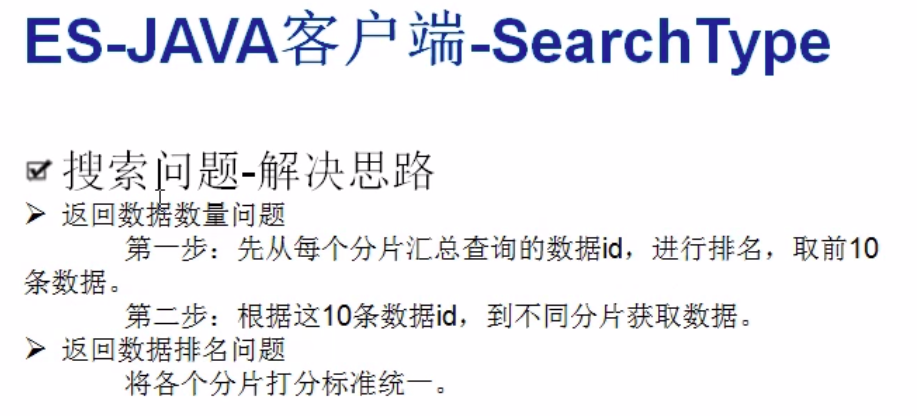 ES-JAVA客户端-SearchType
搜索问题-解决思路
返回数据数量问题
第一步：先从每个分片汇总查询的数据id，进行排名，取前10
条数据。
第二步：根据这10条数据id，到不同分片获取数据。
返回数据排名问题
将各个分片打分标准统一。